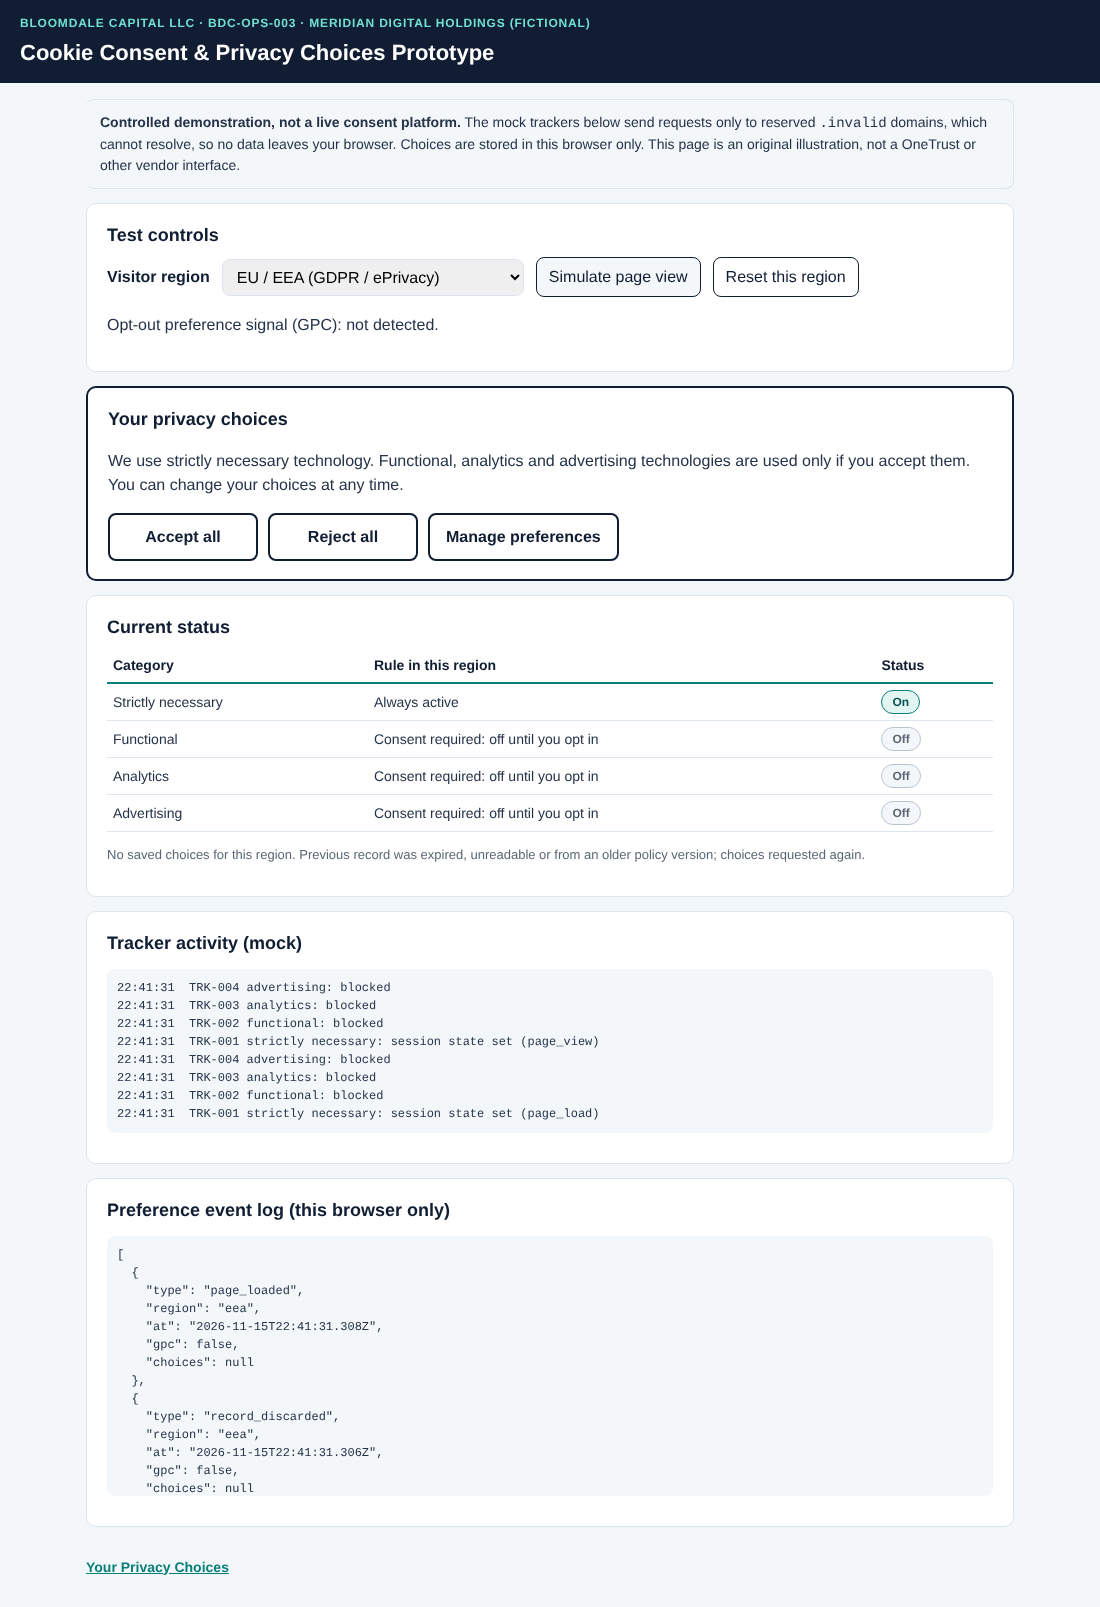 BLOOMDALE CAPITAL LLC · BDC-OPS-003 · MERIDIAN DIGITAL HOLDINGS (FICTIONAL)
Cookie Consent & Privacy Choices Prototype
Controlled demonstration, not a live consent platform. The mock trackers below send requests only to reserved .invalid domains, which
cannot resolve, so no data leaves your browser. Choices are stored in this browser only. This page is an original illustration, not a OneTrust or
other vendor interface.
Test controls
Visitor region EU / EEA (GDPR / ePrivacy) Simulate page view Reset this region
Opt-out preference signal (GPC): not detected.
Your privacy choices
We use strictly necessary technology. Functional, analytics and advertising technologies are used only if you accept them.
You can change your choices at any time.
Accept all Reject all Manage preferences
Current status
Category Rule in this region Status
Strictly necessary Always active On
Functional Consent required: off until you opt in Off
Analytics Consent required: off until you opt in Off
Advertising Consent required: off until you opt in Off
No saved choices for this region. Previous record was expired, unreadable or from an older policy version; choices requested again.
Tracker activity (mock)
22:41:31 TRK-004 advertising: blocked
22:41:31 TRK-003 analytics: blocked
22:41:31 TRK-002 functional: blocked
22:41:31 TRK-001 strictly necessary: session state set (page_view)
22:41:31 TRK-004 advertising: blocked
22:41:31 TRK-003 analytics: blocked
22:41:31 TRK-002 functional: blocked
22:41:31 TRK-001 strictly necessary: session state set (page_load)
Preference event log (this browser only)
[
{
"type": "page_loaded",
"region": "eea",
"at": "2026-11-15T22:41:31.308Z",
"gpc": false,
"choices": null
},
{
"type": "record_discarded",
"region": "eea",
"at": "2026-11-15T22:41:31.306Z",
"gpc": false,
"choices": null
Your Privacy Choices